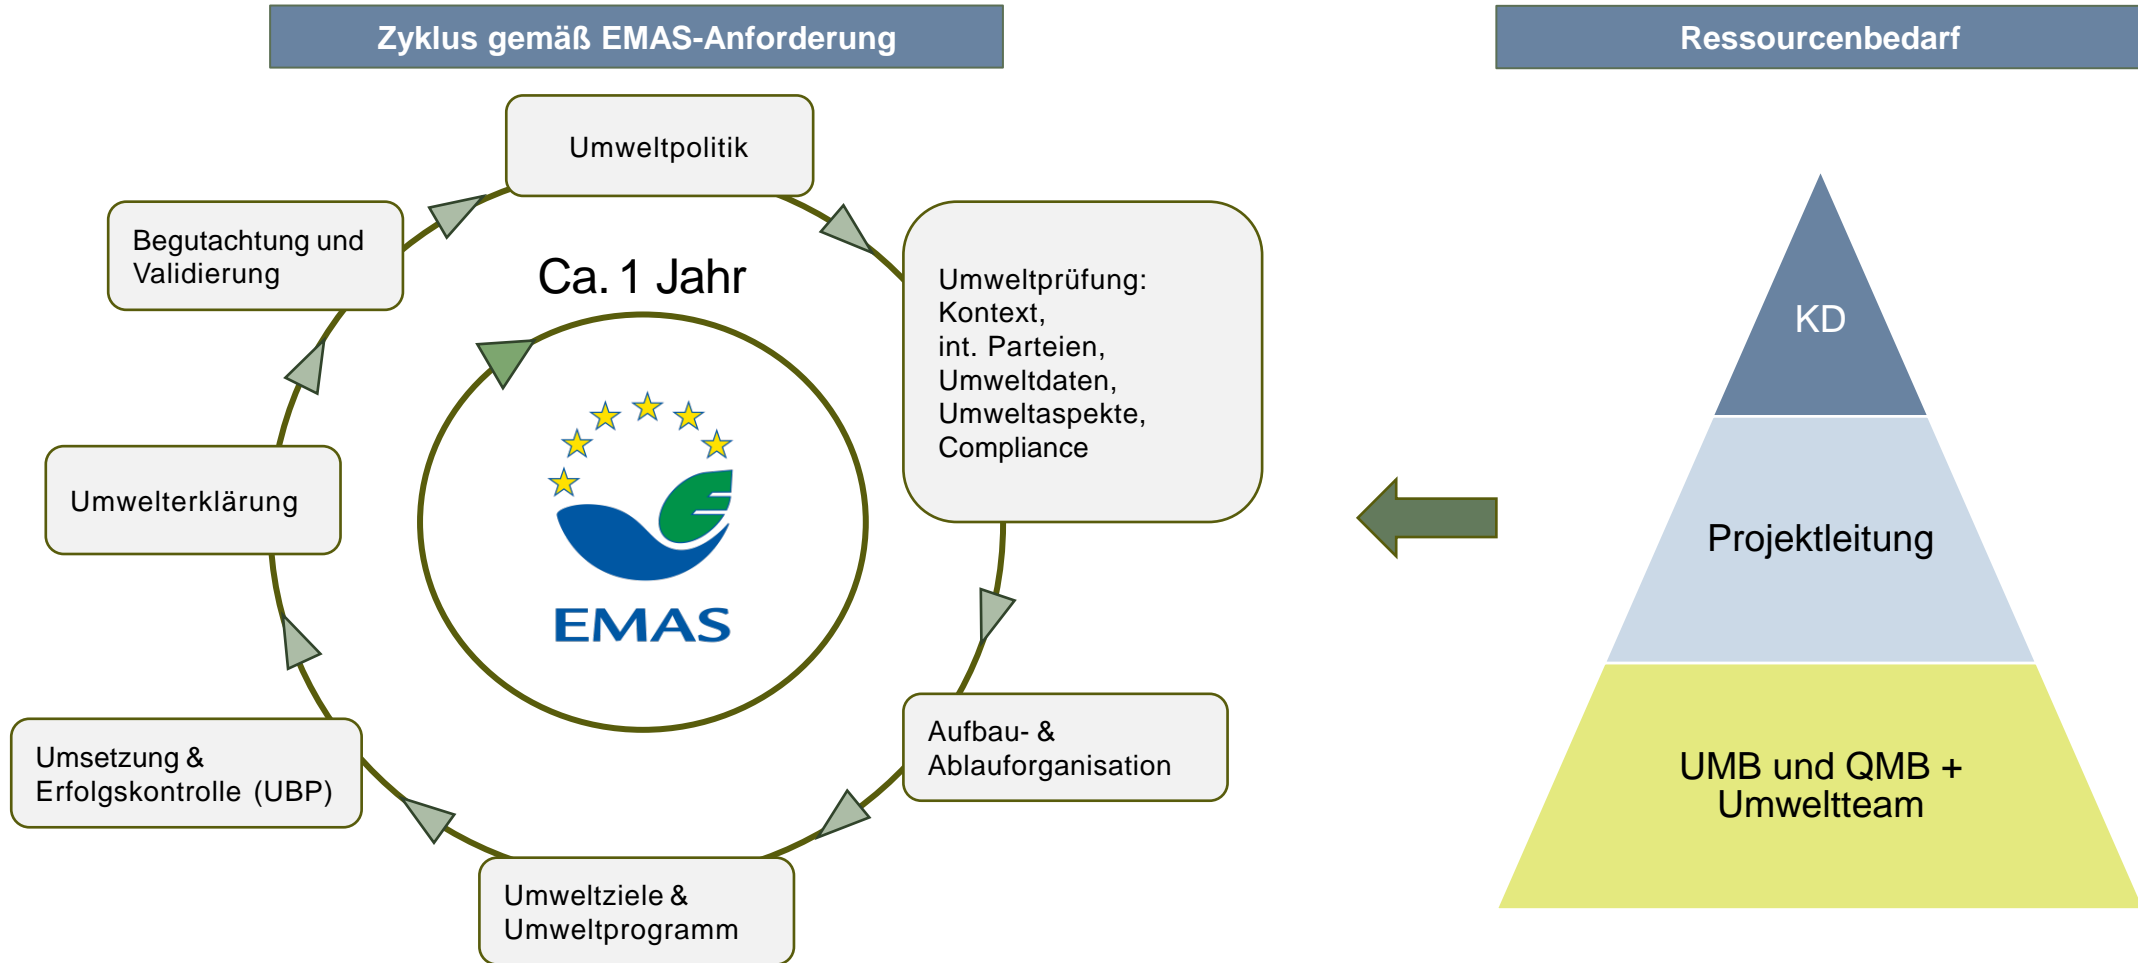 Zyklus gemäß EMAS-Anforderung
Umweltpolitik
Umweltprüfung:
Kontext,
int. Parteien,
Umweltdaten,
Umweltaspekte,
Compliance
Aufbau- &
Ablauforganisation
Umweltziele &
Umweltprogramm
Umsetzung &
Erfolgskontrolle (UBP)
Umwelterklärung
Begutachtung und
Validierung
Ca. 1 Jahr
EMAS
Ressourcenbedarf
KD
Projektleitung
UMB und QMB +
Umweltteam